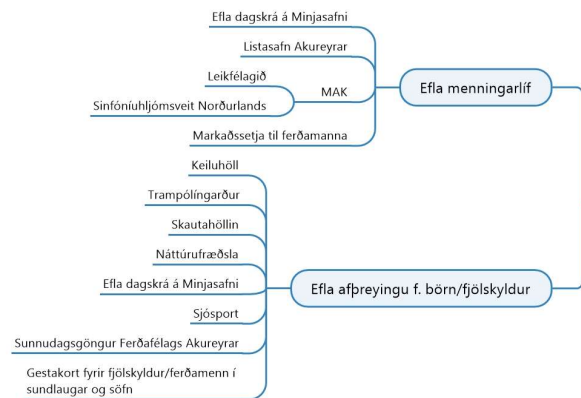 Efla dagskrá á Minjasafni
Listasafn Akureyrar
Leikfélagið
MAK
Sinfóníuhljómsveit Norðurlands
Markaðssetja til ferðamanna
Efla menningarlíf
Keiluhöll
Trampólíngarður
Skautahöllin
Náttúrufræðsla
Efla dagskrá á Minjasafni
Sjósport
Sunnudagsgöngur Ferðafélags Akureyrar
Gestakort fyrir fjölskyldur/ferðamenn í
sundlaugar og söfn
Efla afþreyingu f. börn/fjölskyldur